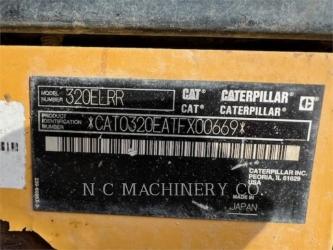 MODEL 320ELRR CAT® CATERPILLAR®
CAT® CATERPILLAR®
PRODUCT IDENTIFICATION NUMBER *CAT0320EATFX00669*
CATERPILLAR INC.
PEORIA, IL 61629
USA
N C MACHINERY CO.
MADE IN JAPAN